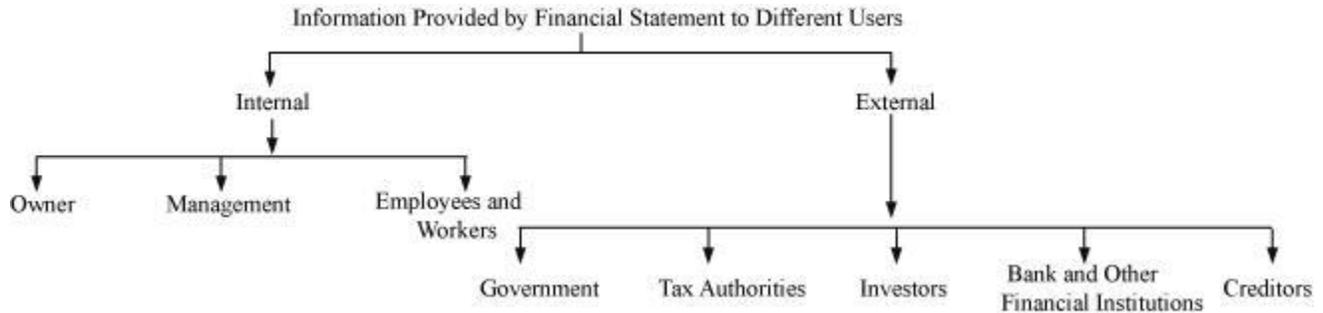 Information Provided by Financial Statement to Different Users
Internal
External
Owner
Management
Employees and
Workers
Government
Tax Authorities
Investors
Bank and Other
Financial Institutions
Creditors